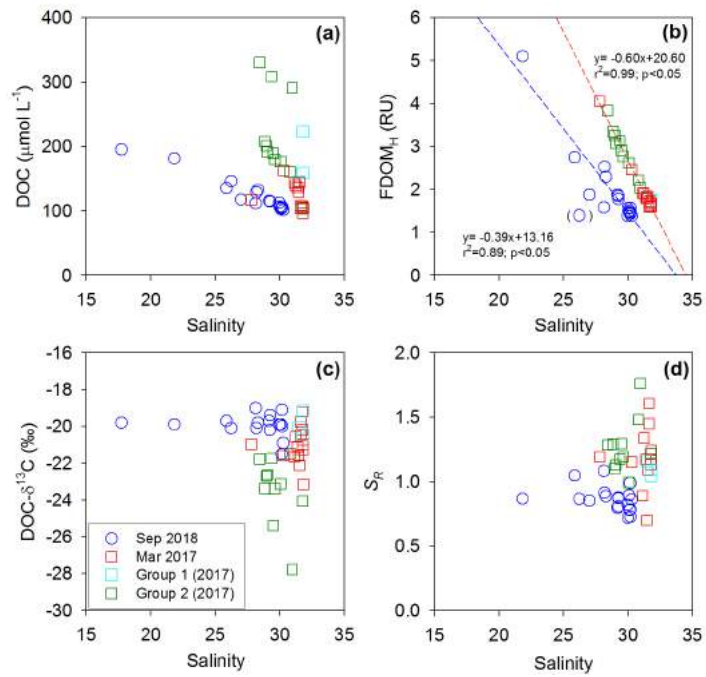 (a)
400
300
200
100
0
DOC (μmol L⁻¹)
15 20 25 30 35
Salinity
(b)
6
5
4
3
2
1
0
FDOM_H (RU)
y= -0.60x+20.60
r²=0.99; p<0.05
( )
y= -0.39x+13.16
r²=0.89; p<0.05
15 20 25 30 35
Salinity
(c)
-16
-18
-20
-22
-24
-26
-28
-30
DOC-δ¹³C (‰)
Sep 2018
Mar 2017
Group 1 (2017)
Group 2 (2017)
15 20 25 30 35
Salinity
(d)
2.0
1.5
1.0
0.5
0.0
S_R
15 20 25 30 35
Salinity